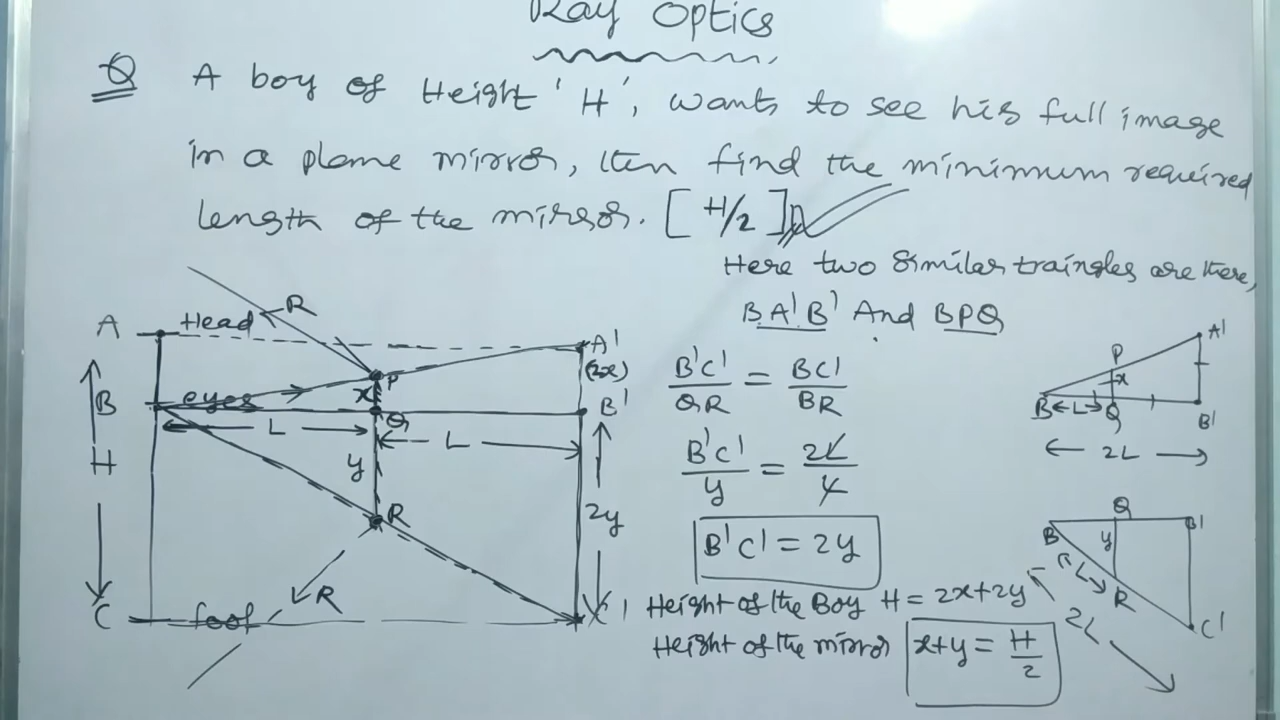 Ray Optics
Q A boy of Height 'H', wants to see his full image
in a plane mirror, then find the minimum required
length of the mirror. [H/2]
Here two similar traingles are there,
BA'B' And BPQ
A Head R A' (2x)
P x
B eyes Q B'
L L
H y 2y
R
C foot R C'
B'C'/QR = BC'/BR
B'C'/y = 2L/L
B'C' = 2y
Height of the Boy H = 2x+2y
Height of the mirror x+y = H/2
A'
P
x
B L Q B'
2L
Q B'
B y
L R
2L C'